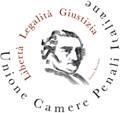 Libertà Legalità Giustizia
Unione Camere Penali Italiane